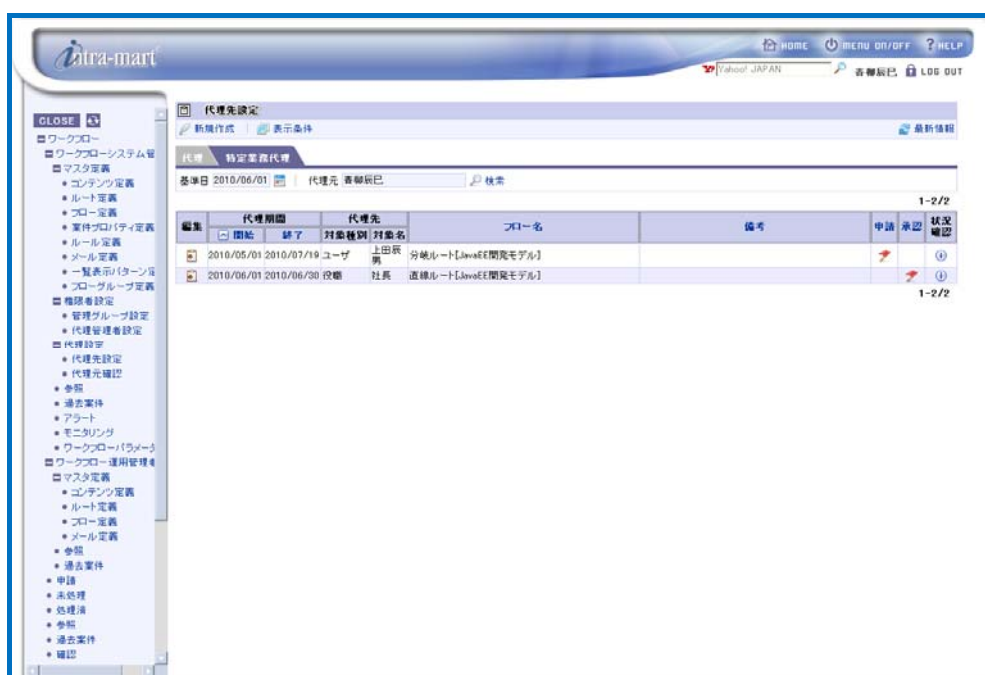 intra-mart
HOME MENU ON/OFF ? HELP
Yahoo! JAPAN 青柳辰巳 LOG OUT
CLOSE
ワークフロー
ワークフローシステム管
マスタ定義
コンテンツ定義
ルート定義
フロー定義
案件プロパティ定義
ルール定義
メール定義
一覧表示パターン定
フローグループ定義
権限者設定
管理グループ設定
代理管理者設定
代理設定
代理先設定
代理元確認
参照
過去案件
アラート
モニタリング
ワークフローパラメータ
ワークフロー運用管理者
マスタ定義
コンテンツ定義
ルート定義
フロー定義
メール定義
参照
過去案件
申請
未処理
処理済
参照
過去案件
確認
代理先設定
新規作成 表示条件 最新情報
代理 特定業務代理
基準日 2010/06/01 代理元 青柳辰巳 検索
1-2/2
編集 代理期間 代理先 フロー名 備考 申請 承認 状況確認
開始 終了 対象種別 対象名
2010/05/01 2010/07/19 ユーザ 上田辰男 分岐ルート[JavaEE開発モデル]
2010/06/01 2010/06/30 役職 社長 直線ルート[JavaEE開発モデル]
1-2/2